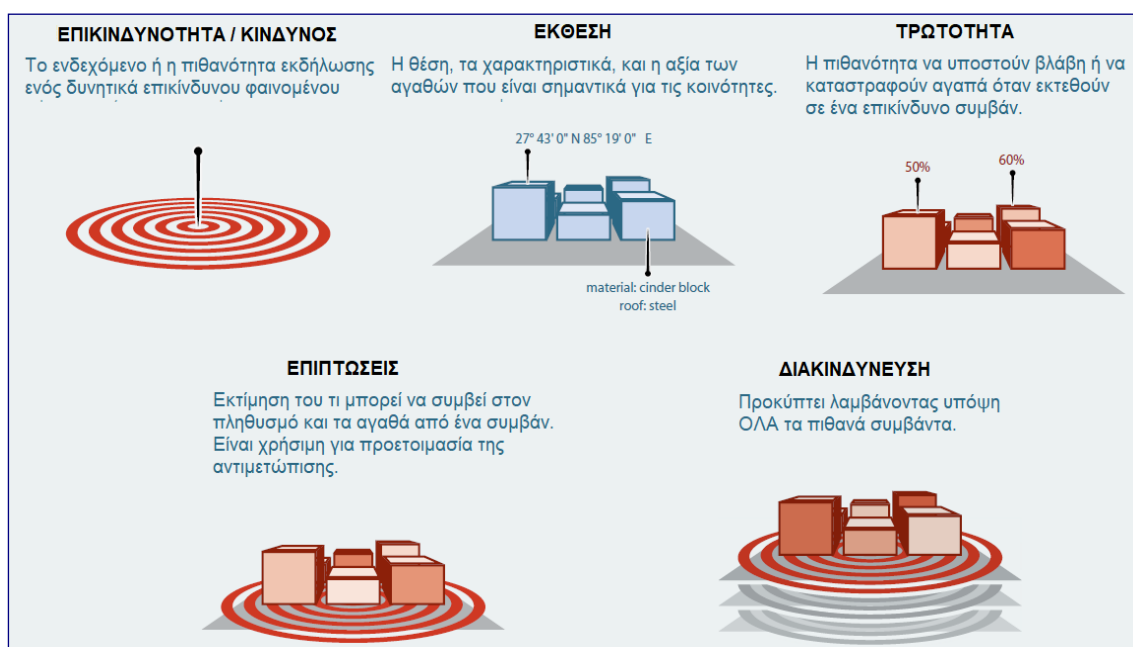 ΕΠΙΚΙΝΔΥΝΟΤΗΤΑ / ΚΙΝΔΥΝΟΣ
Το ενδεχόμενο ή η πιθανότητα εκδήλωσης
ενός δυνητικά επικίνδυνου φαινομένου
ΕΚΘΕΣΗ
Η θέση, τα χαρακτηριστικά, και η αξία των
αγαθών που είναι σημαντικά για τις κοινότητες.
27° 43' 0" N 85° 19' 0" E
material: cinder block
roof: steel
ΤΡΩΤΟΤΗΤΑ
Η πιθανότητα να υποστούν βλάβη ή να
καταστραφούν αγαπά όταν εκτεθούν
σε ένα επικίνδυνο συμβάν.
50%
60%
ΕΠΙΠΤΩΣΕΙΣ
Εκτίμηση του τι μπορεί να συμβεί στον
πληθυσμό και τα αγαθά από ένα συμβάν.
Είναι χρήσιμη για προετοιμασία της
αντιμετώπισης.
ΔΙΑΚΙΝΔΥΝΕΥΣΗ
Προκύπτει λαμβάνοντας υπόψη
ΟΛΑ τα πιθανά συμβάντα.